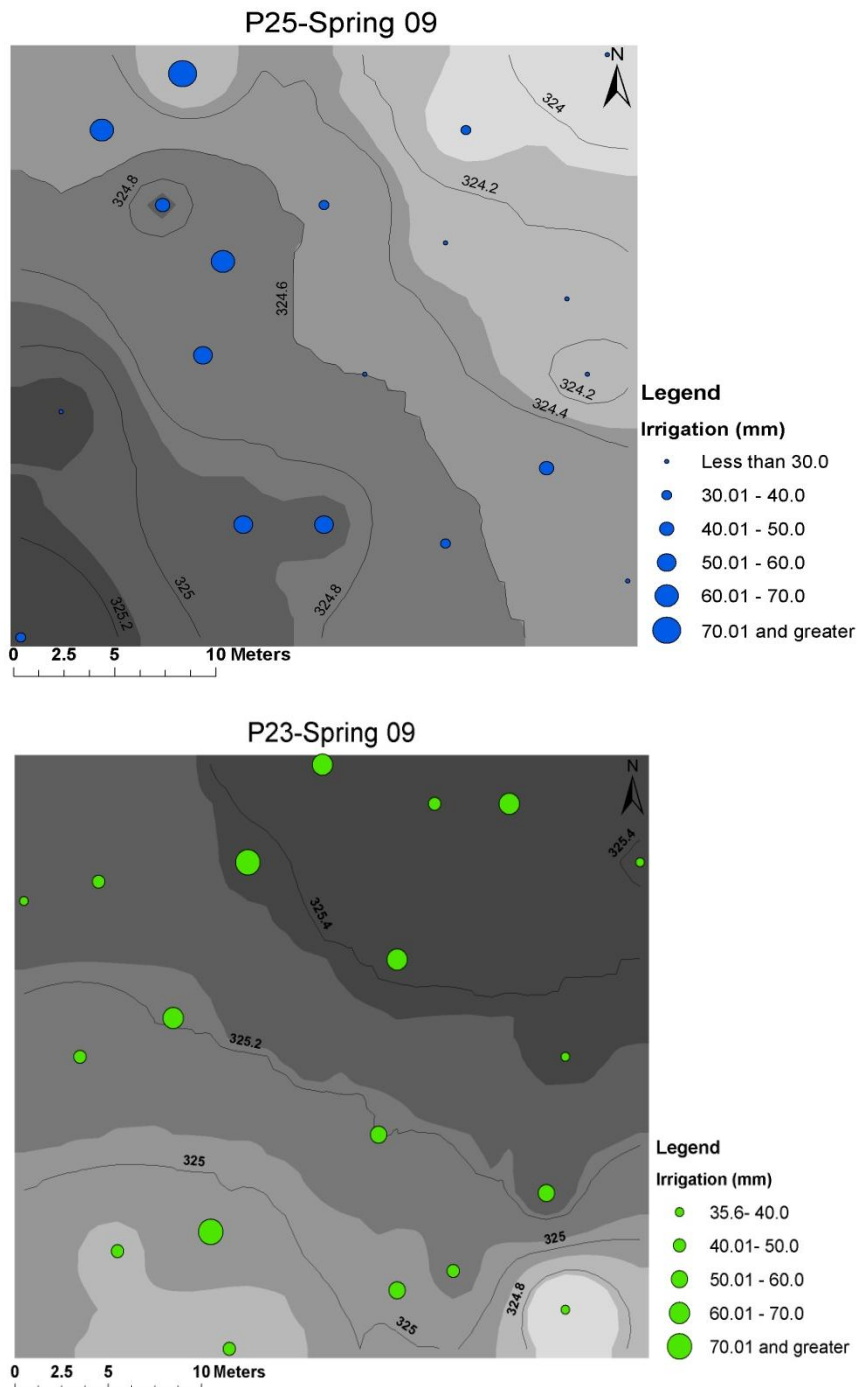 P25-Spring 09
N
324
324.8
324.2
324.6
324.2
324.4
325.2
325
324.8
Legend
Irrigation (mm)
Less than 30.0
30.01 - 40.0
40.01 - 50.0
50.01 - 60.0
60.01 - 70.0
70.01 and greater
0 2.5 5 10 Meters
P23-Spring 09
N
325.4
325.4
325.2
325
325
324.8
325
Legend
Irrigation (mm)
35.6- 40.0
40.01- 50.0
50.01 - 60.0
60.01 - 70.0
70.01 and greater
0 2.5 5 10 Meters